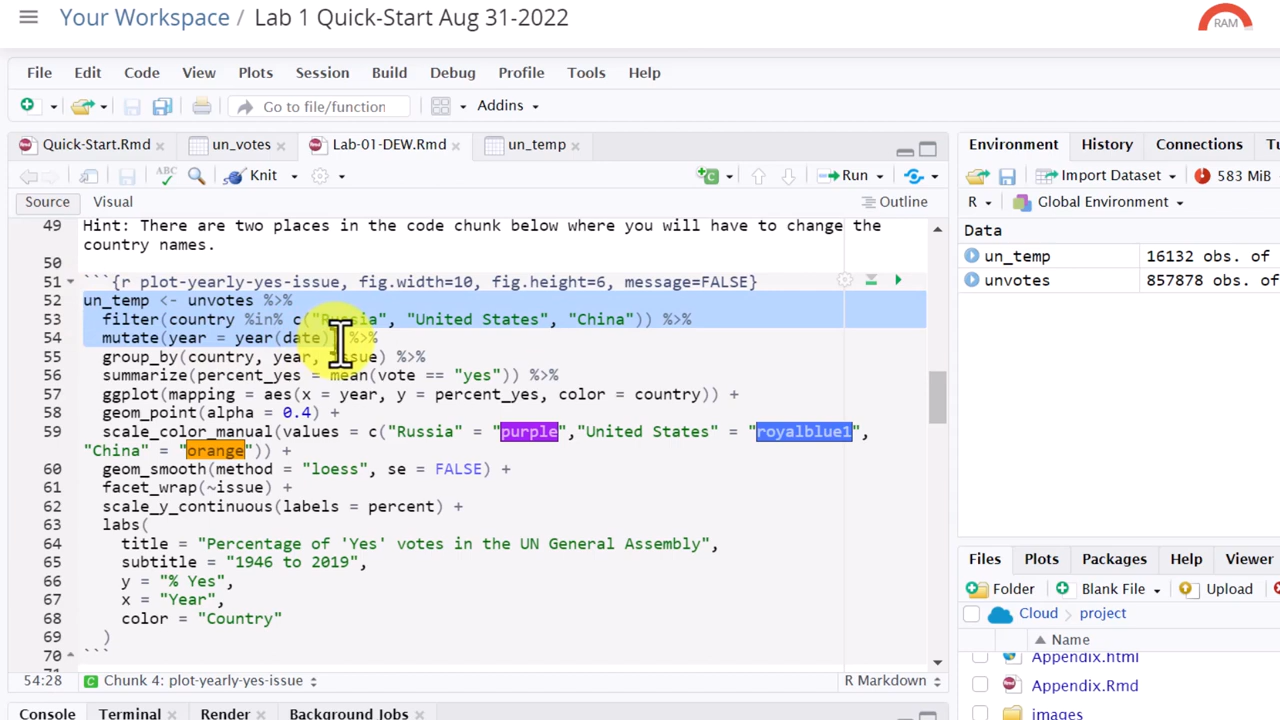 Your Workspace / Lab 1 Quick-Start Aug 31-2022
RAM
File Edit Code View Plots Session Build Debug Profile Tools Help
Go to file/function Addins
Quick-Start.Rmd un_votes Lab-01-DEW.Rmd un_temp
ABC Knit Run
Source Visual Outline
49 Hint: There are two places in the code chunk below where you will have to change the
country names.
50
51 ```{r plot-yearly-yes-issue, fig.width=10, fig.height=6, message=FALSE}
52 un_temp <- unvotes %>%
53 filter(country %in% c("Russia", "United States", "China")) %>%
54 mutate(year = year(date)) %>%
55 group_by(country, year, issue) %>%
56 summarize(percent_yes = mean(vote == "yes")) %>%
57 ggplot(mapping = aes(x = year, y = percent_yes, color = country)) +
58 geom_point(alpha = 0.4) +
59 scale_color_manual(values = c("Russia" = "purple","United States" = "royalblue1",
"China" = "orange")) +
60 geom_smooth(method = "loess", se = FALSE) +
61 facet_wrap(~issue) +
62 scale_y_continuous(labels = percent) +
63 labs(
64 title = "Percentage of 'Yes' votes in the UN General Assembly",
65 subtitle = "1946 to 2019",
66 y = "% Yes",
67 x = "Year",
68 color = "Country"
69 )
70 ```
54:28 Chunk 4: plot-yearly-yes-issue R Markdown
Console Terminal Render Background Jobs
Environment History Connections
Import Dataset 583 MiB
R Global Environment
Data
un_temp 16132 obs. of
unvotes 857878 obs. of
Files Plots Packages Help Viewer
Folder Blank File Upload
Cloud project
Name
Appendix.html
Appendix.Rmd
images